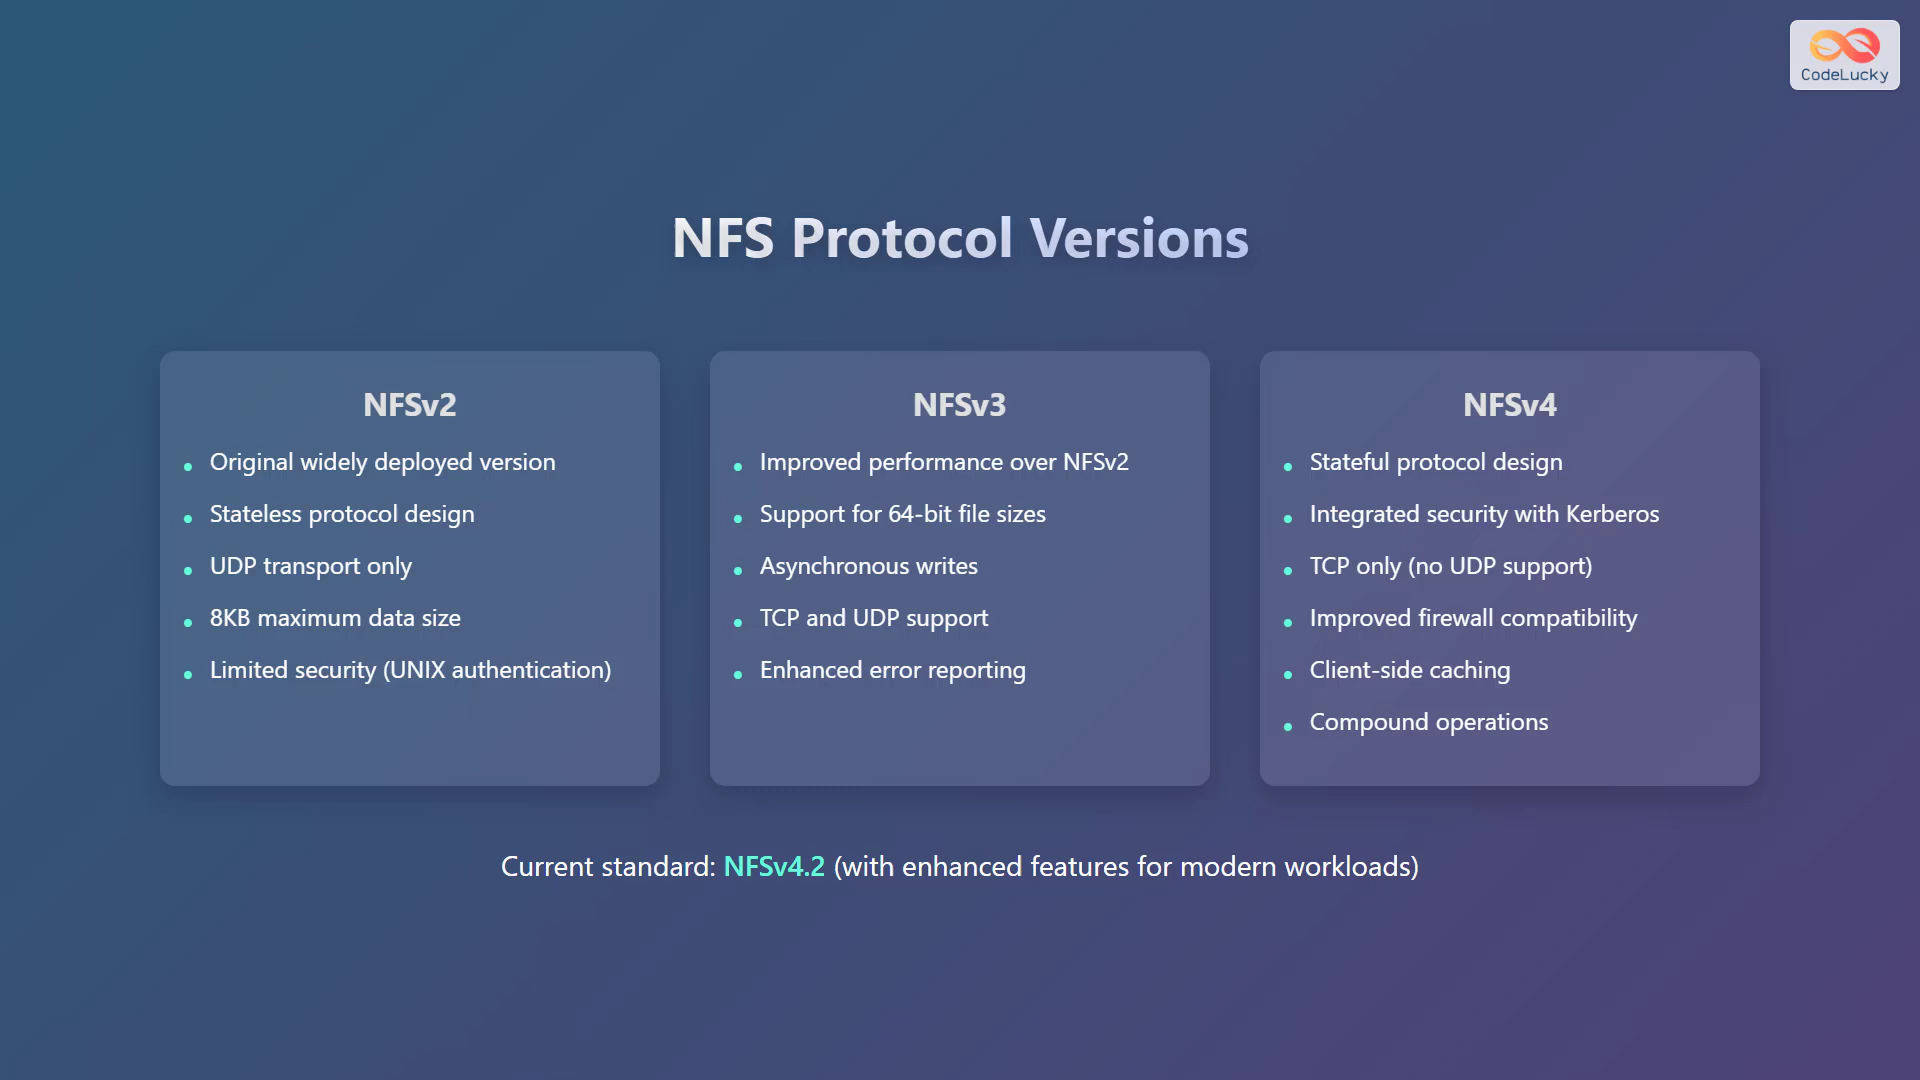 CodeLucky
NFS Protocol Versions
NFSv2
Original widely deployed version
Stateless protocol design
UDP transport only
8KB maximum data size
Limited security (UNIX authentication)
NFSv3
Improved performance over NFSv2
Support for 64-bit file sizes
Asynchronous writes
TCP and UDP support
Enhanced error reporting
NFSv4
Stateful protocol design
Integrated security with Kerberos
TCP only (no UDP support)
Improved firewall compatibility
Client-side caching
Compound operations
Current standard: NFSv4.2 (with enhanced features for modern workloads)